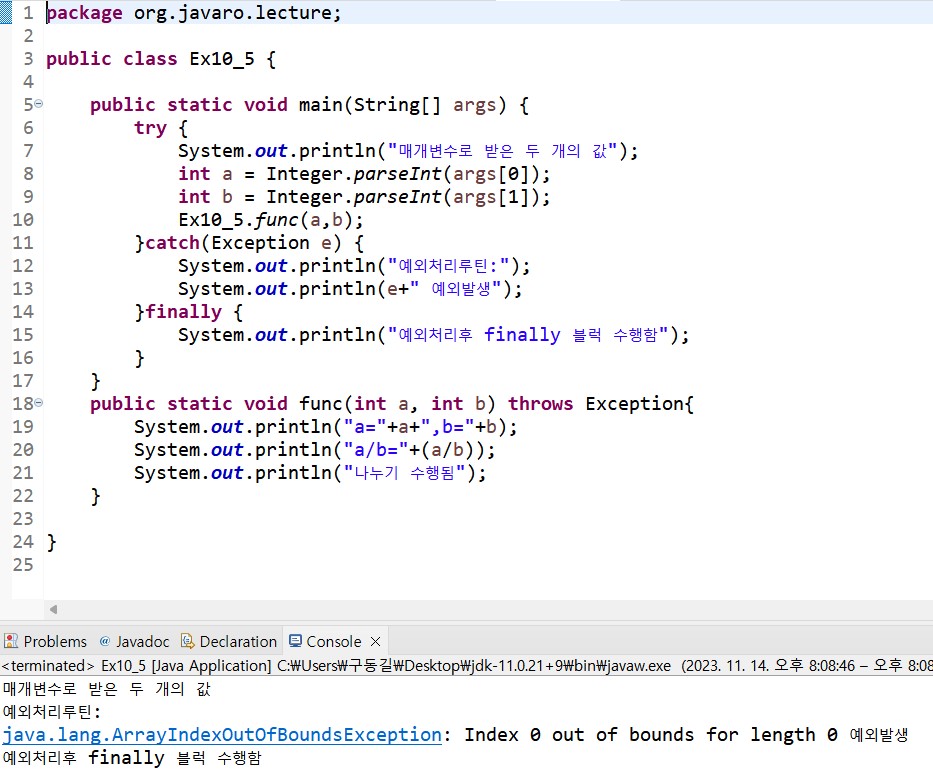 1 package org.javaro.lecture;
2
3 public class Ex10_5 {
4
5 public static void main(String[] args) {
6 try {
7 System.out.println("매개변수로 받은 두 개의 값");
8 int a = Integer.parseInt(args[0]);
9 int b = Integer.parseInt(args[1]);
10 Ex10_5.func(a,b);
11 }catch(Exception e) {
12 System.out.println("예외처리루틴:");
13 System.out.println(e+" 예외발생");
14 }finally {
15 System.out.println("예외처리후 finally 블럭 수행함");
16 }
17 }
18 public static void func(int a, int b) throws Exception{
19 System.out.println("a="+a+",b="+b);
20 System.out.println("a/b="+(a/b));
21 System.out.println("나누기 수행됨");
22 }
23
24 }
25
Problems @ Javadoc Declaration Console
<terminated> Ex10_5 [Java Application] C:₩Users₩구동길₩Desktop₩jdk-11.0.21+9₩bin₩javaw.exe (2023. 11. 14. 오후 8:08:46 – 오후 8:08
매개변수로 받은 두 개의 값
예외처리루틴:
java.lang.ArrayIndexOutOfBoundsException: Index 0 out of bounds for length 0 예외발생
예외처리후 finally 블럭 수행함